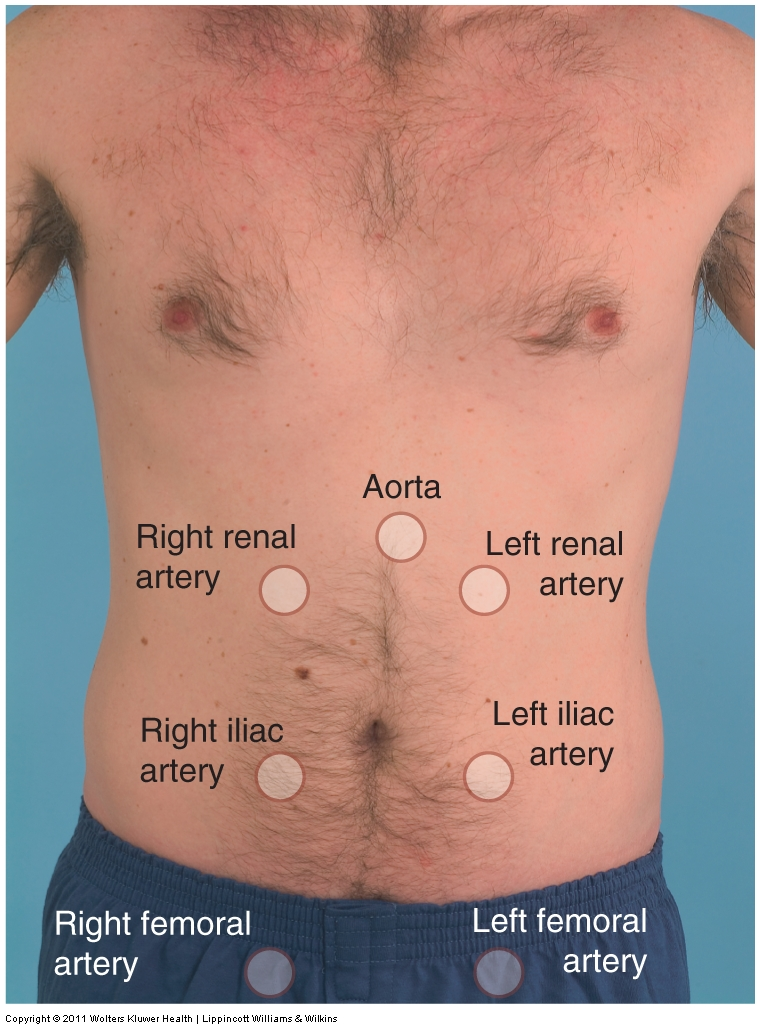 Aorta
Right renal
artery
Left renal
artery
Right iliac
artery
Left iliac
artery
Right femoral
artery
Left femoral
artery
Copyright © 2011 Wolters Kluwer Health | Lippincott Williams & Wilkins